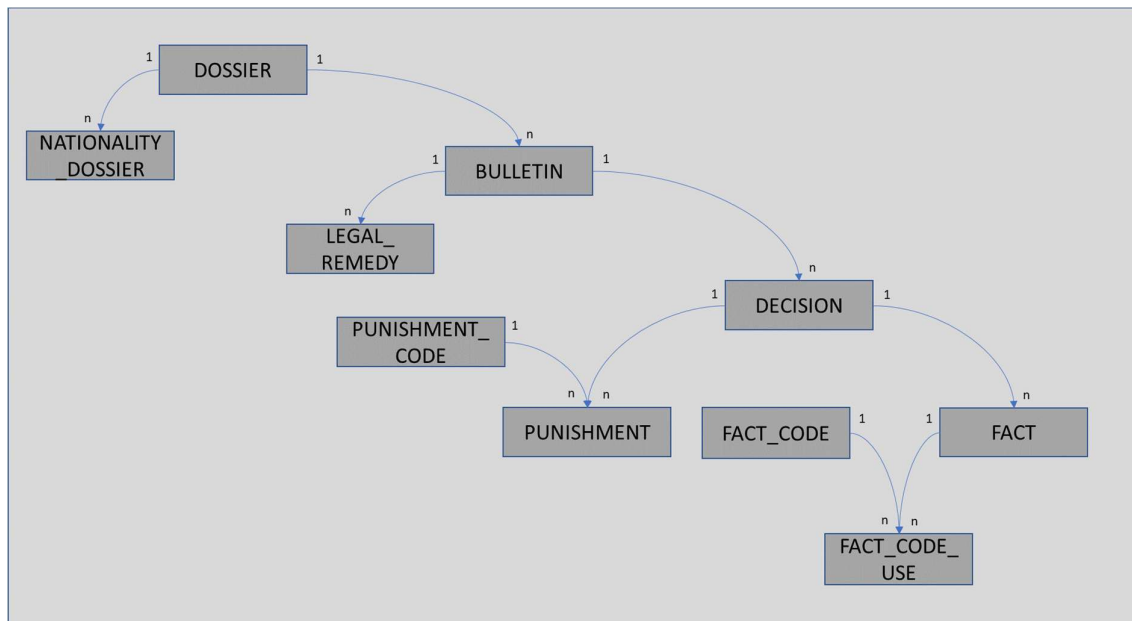 1
DOSSIER
1
n
NATIONALITY
_DOSSIER
n
1
BULLETIN
1
n
LEGAL_
REMEDY
n
1
DECISION
1
PUNISHMENT_
CODE
1
n
n
n
PUNISHMENT
FACT_CODE
1
1
FACT
n
n
FACT_CODE_
USE